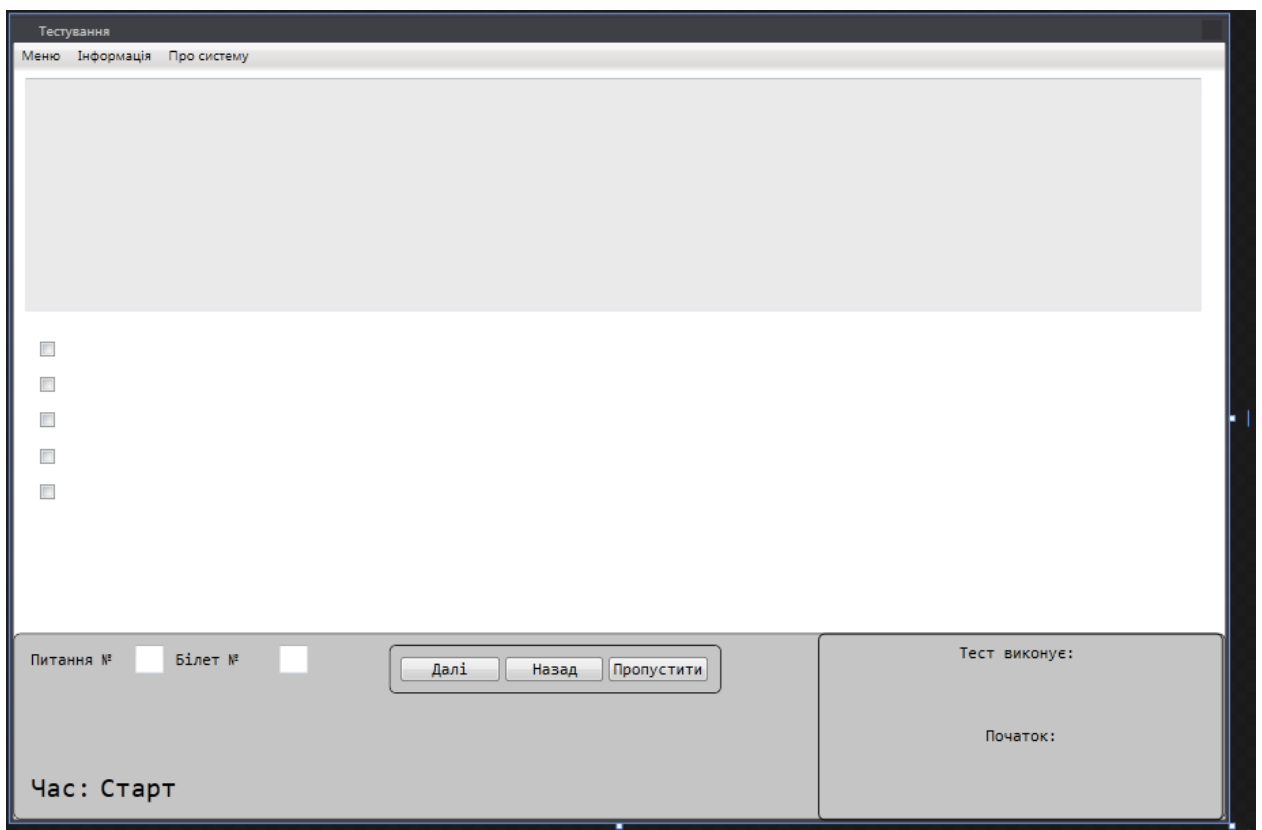 Тестування
Меню Інформація Про систему
Питання № Білет № Далі Назад Пропустити
Тест виконує:
Початок:
Час: Старт